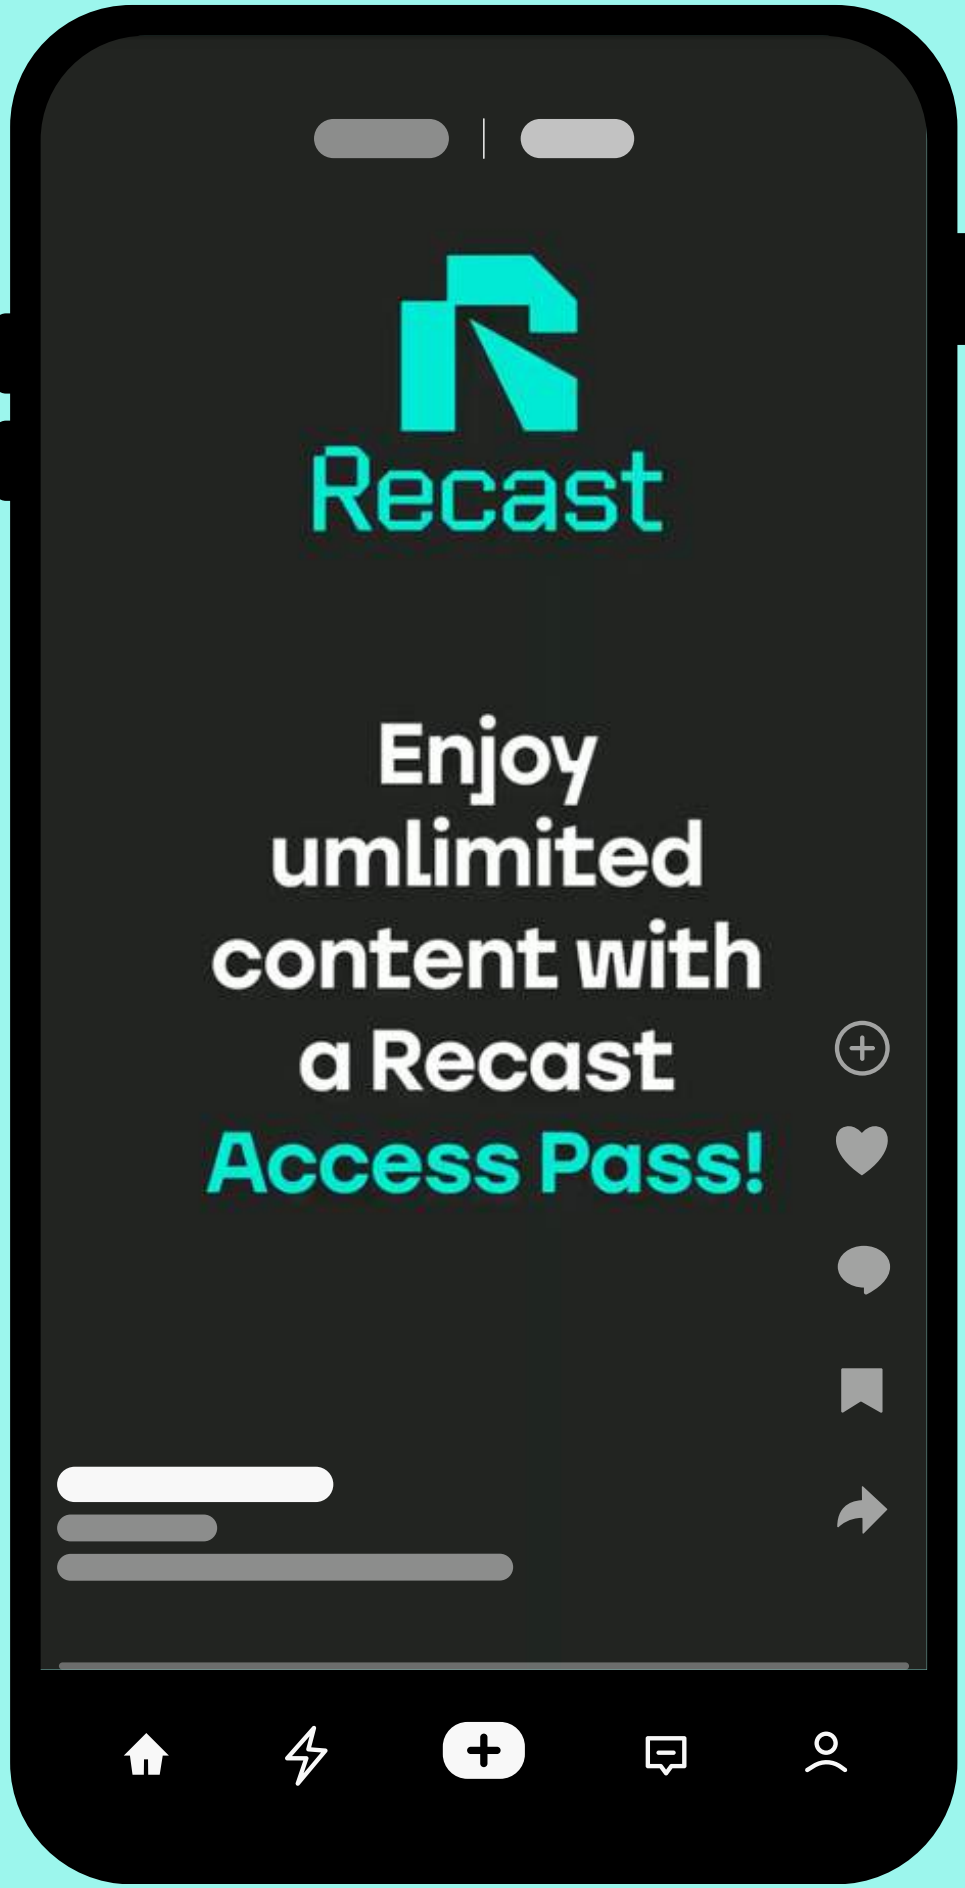 Recast
Enjoy
umlimited
content with
a Recast
Access Pass!